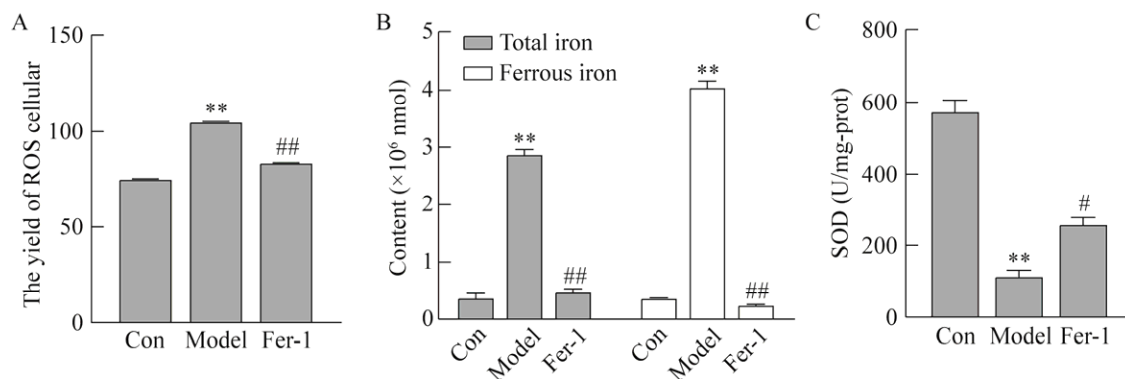 A
The yield of ROS cellular
150
100
50
0
**
##
Con
Model
Fer-1
B
Content (×10⁶ nmol)
5
4
3
2
1
0
Total iron
Ferrous iron
**
##
**
##
Con
Model
Fer-1
Con
Model
Fer-1
C
SOD (U/mg-prot)
800
600
400
200
0
**
#
Con
Model
Fer-1